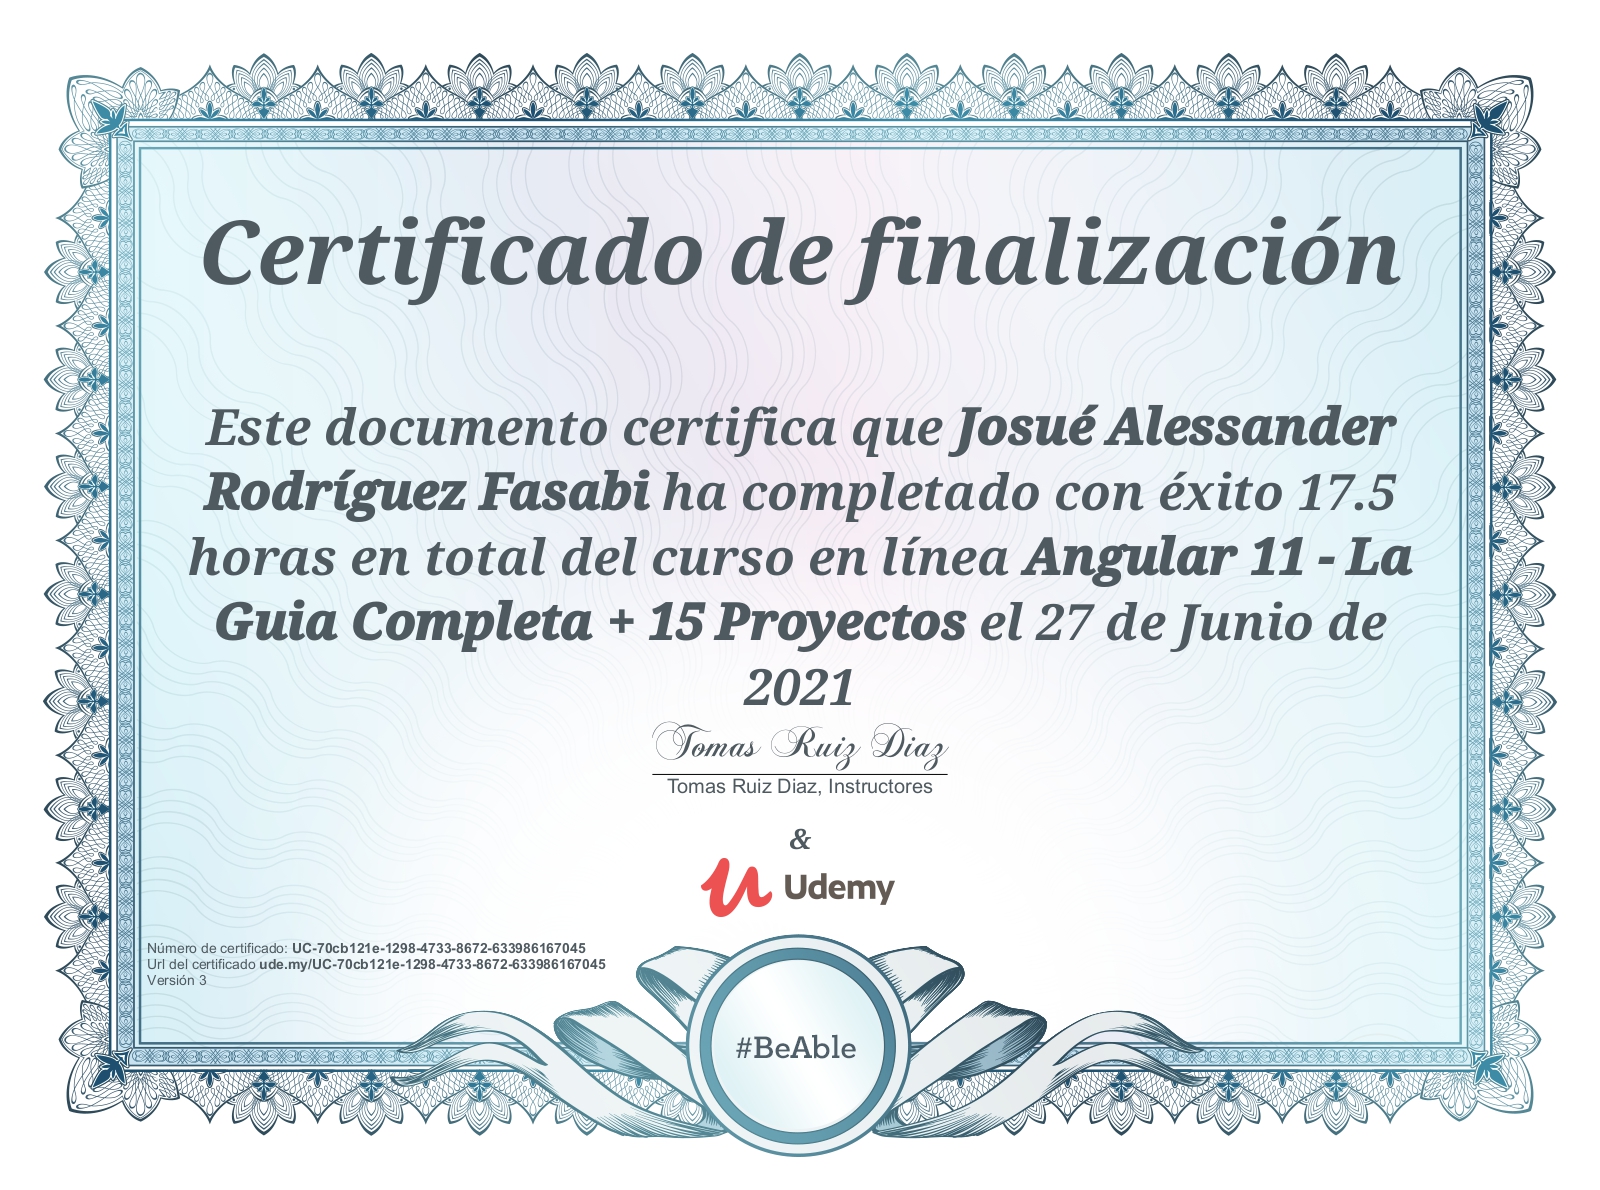 Certificado de finalización
Este documento certifica que Josué Alessander
Rodríguez Fasabi ha completado con éxito 17.5
horas en total del curso en línea Angular 11 - La
Guia Completa + 15 Proyectos el 27 de Junio de
2021
Tomas Ruiz Diaz
Tomas Ruiz Diaz, Instructores
&
Udemy
Número de certificado: UC-70cb121e-1298-4733-8672-633986167045
Url del certificado ude.my/UC-70cb121e-1298-4733-8672-633986167045
Versión 3
#BeAble